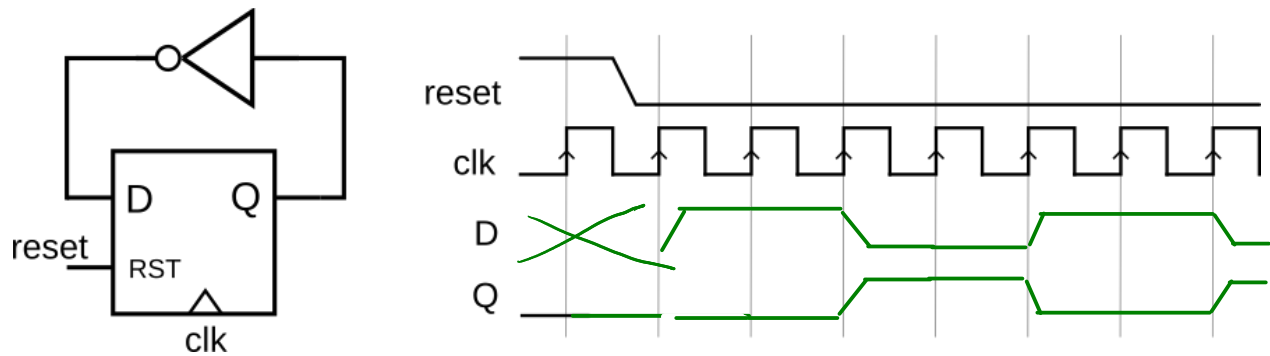 D Q
reset
RST
clk
reset
clk
D
Q